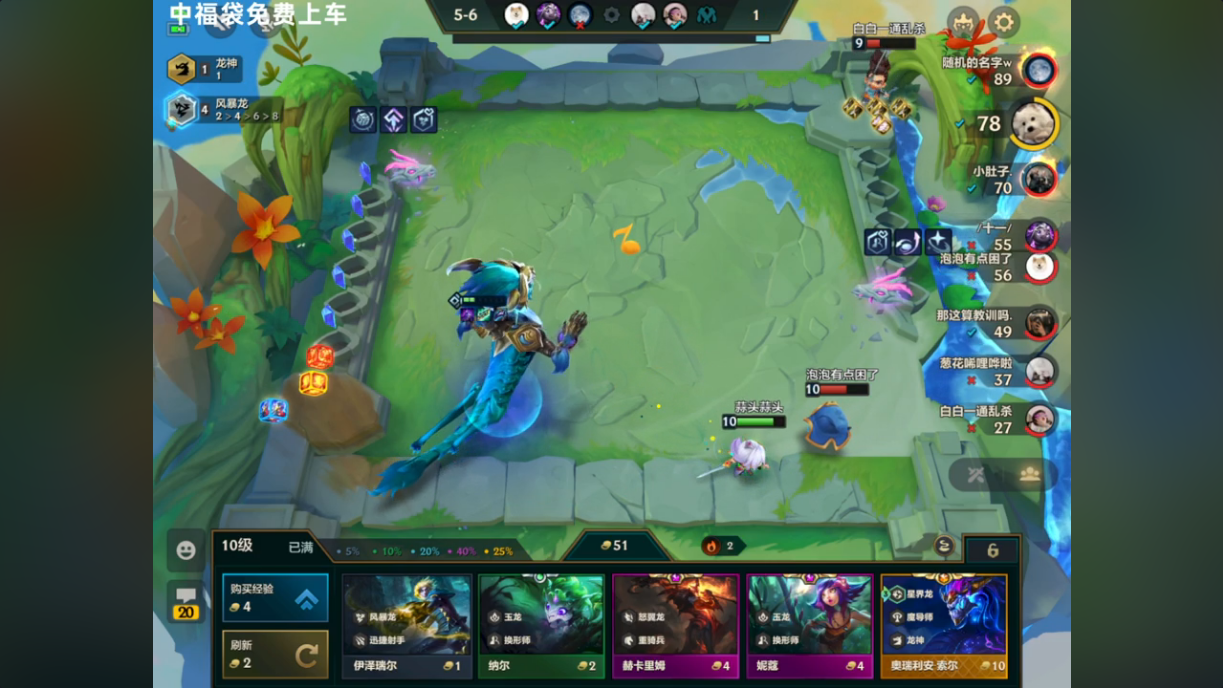 中福袋免费上车
5-6
1
1 龙神
1
4 风暴龙
2 > 4 > 6 > 8
白白一通乱杀
9
随机的名字w
89
78
小肚子.
70
/十一/
55
泡泡有点困了
56
那这算教训吗.
49
葱花唏哩哗啦
37
白白一通乱杀
27
泡泡有点困了
10
蒜头蒜头
10
10级
已满
5%
10%
20%
40%
25%
51
2
6
20
购买经验
4
刷新
2
风暴龙
迅捷射手
伊泽瑞尔
1
玉龙
换形师
纳尔
2
怒翼龙
重骑兵
赫卡里姆
4
玉龙
换形师
妮蔻
4
星界龙
魔导师
龙神
奥瑞利安·索尔
10